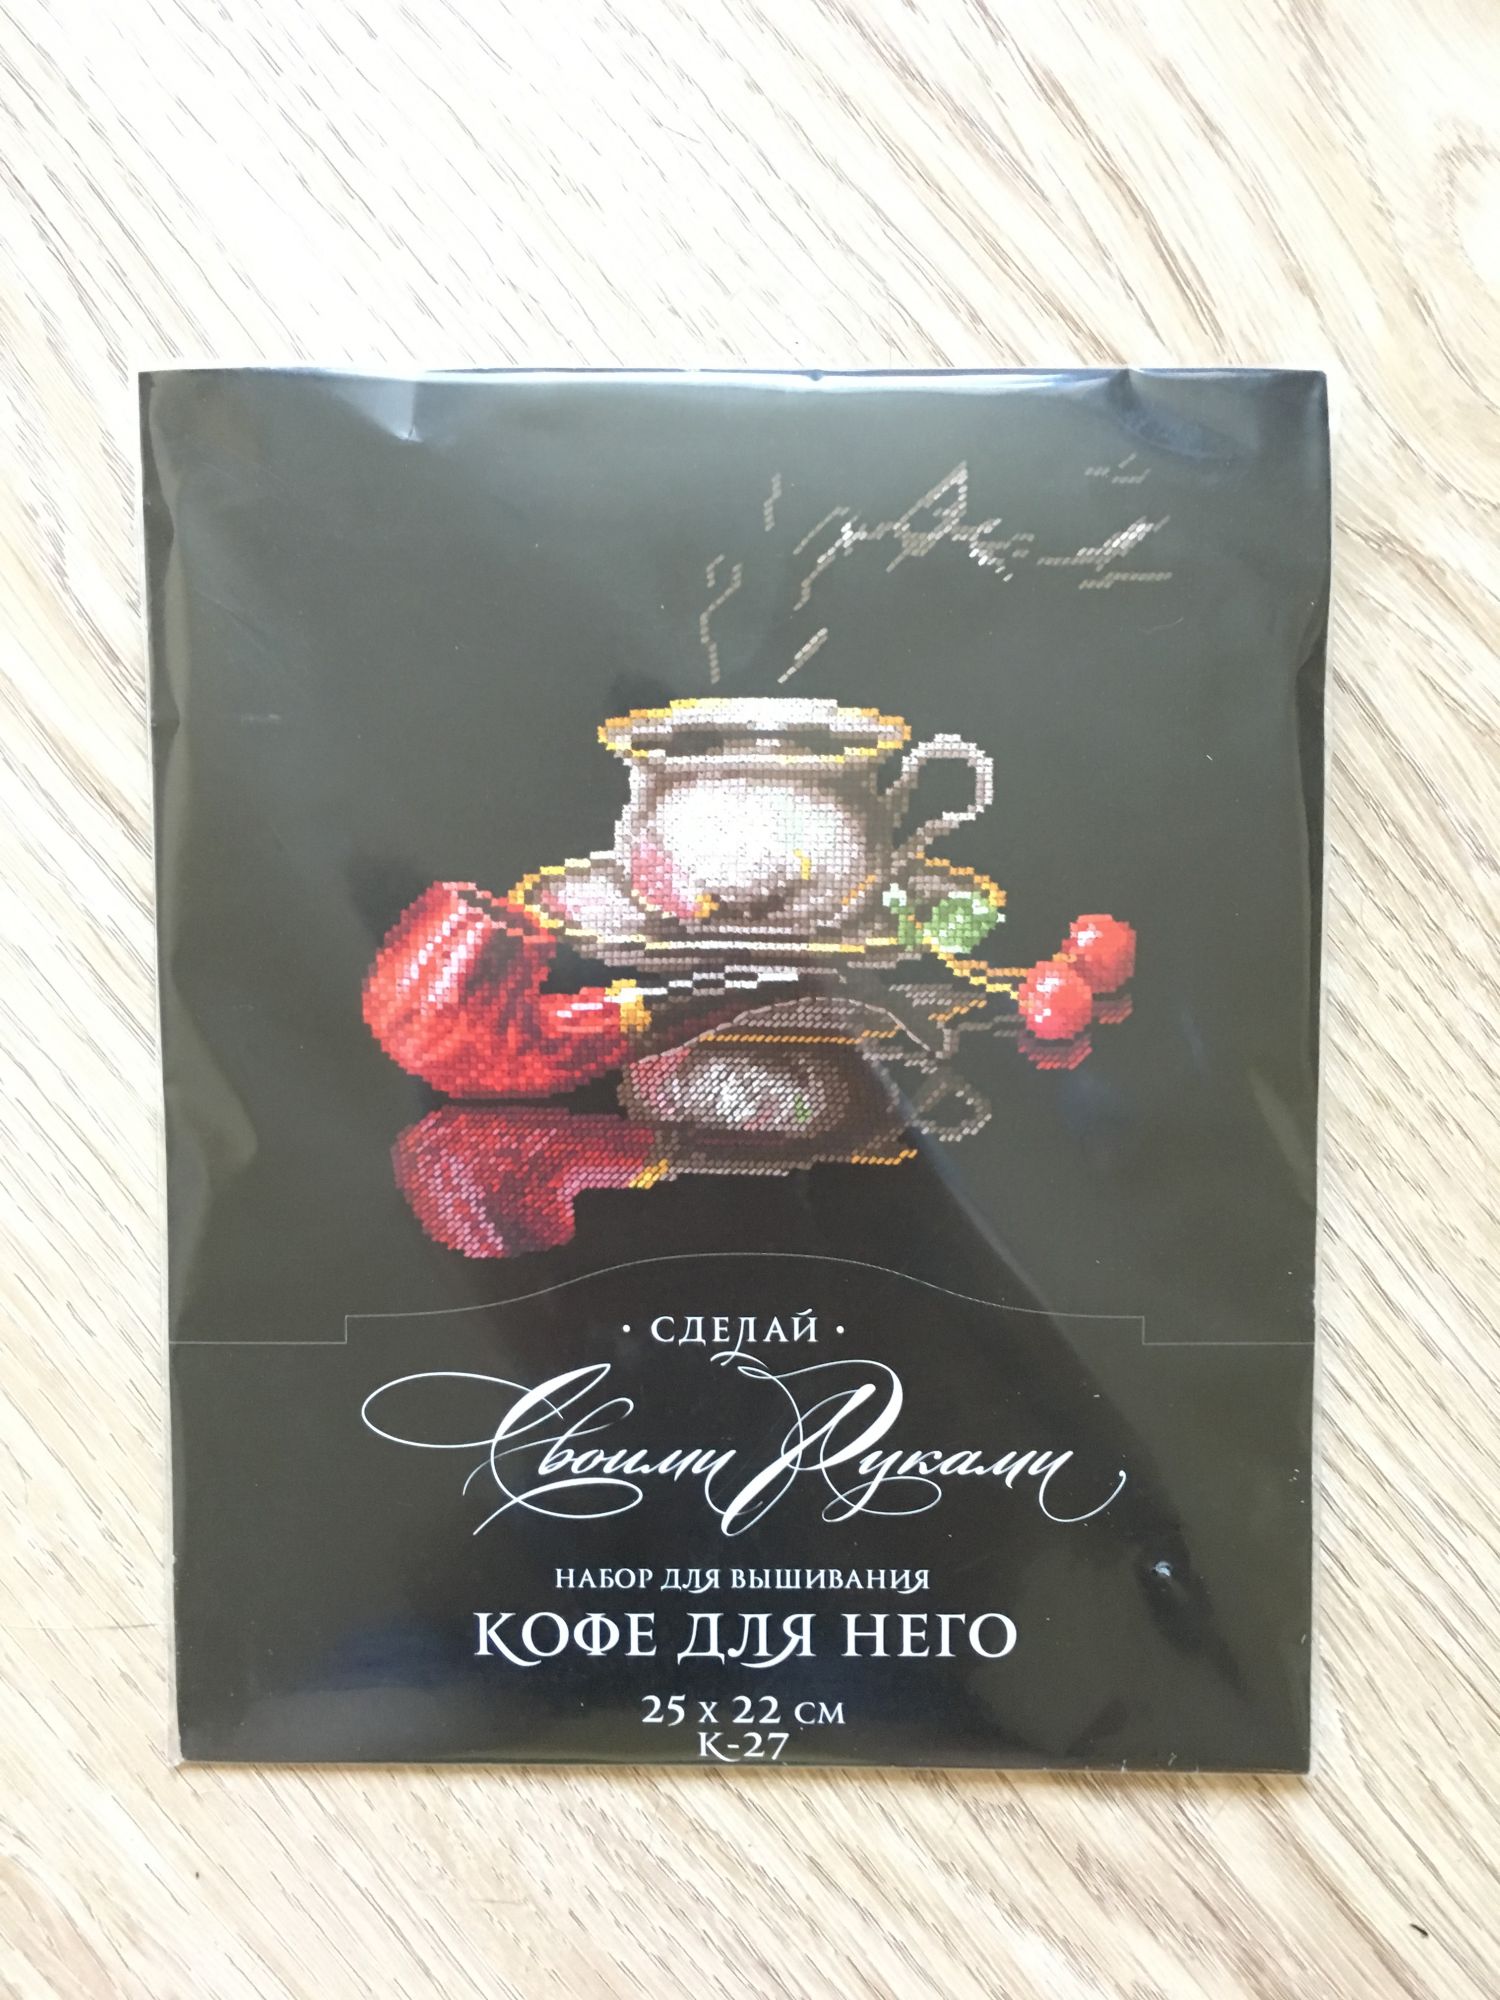 · СДЕЛАЙ ·
Своими Руками
НАБОР ДЛЯ ВЫШИВАНИЯ
КОФЕ ДЛЯ НЕГО
25 х 22 см
К-27